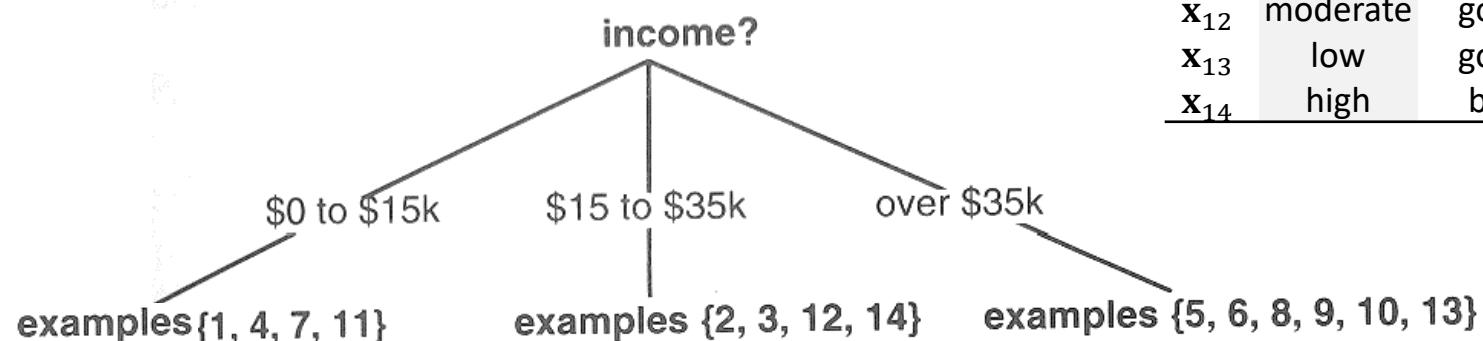 income?
x₁₂ moderate
x₁₃ low
x₁₄ high
$0 to $15k $15 to $35k over $35k
examples {1, 4, 7, 11} examples {2, 3, 12, 14} examples {5, 6, 8, 9, 10, 13}